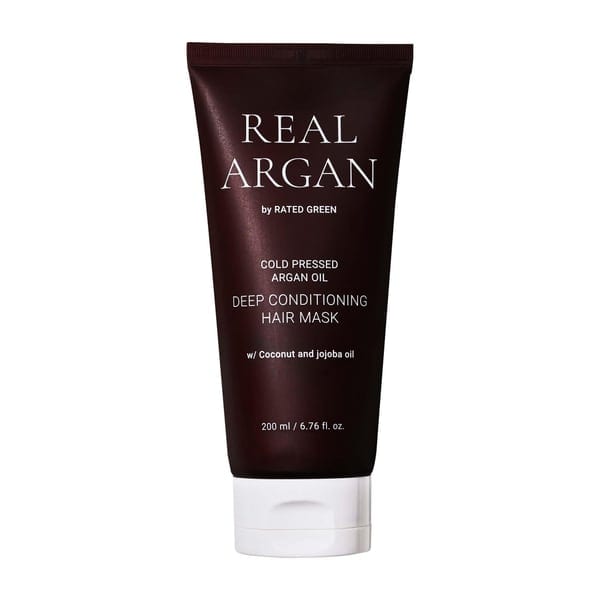 REAL
ARGAN
by RATED GREEN
COLD PRESSED
ARGAN OIL
DEEP CONDITIONING
HAIR MASK
w/ Coconut and jojoba oil
200 ml / 6.76 fl. oz.